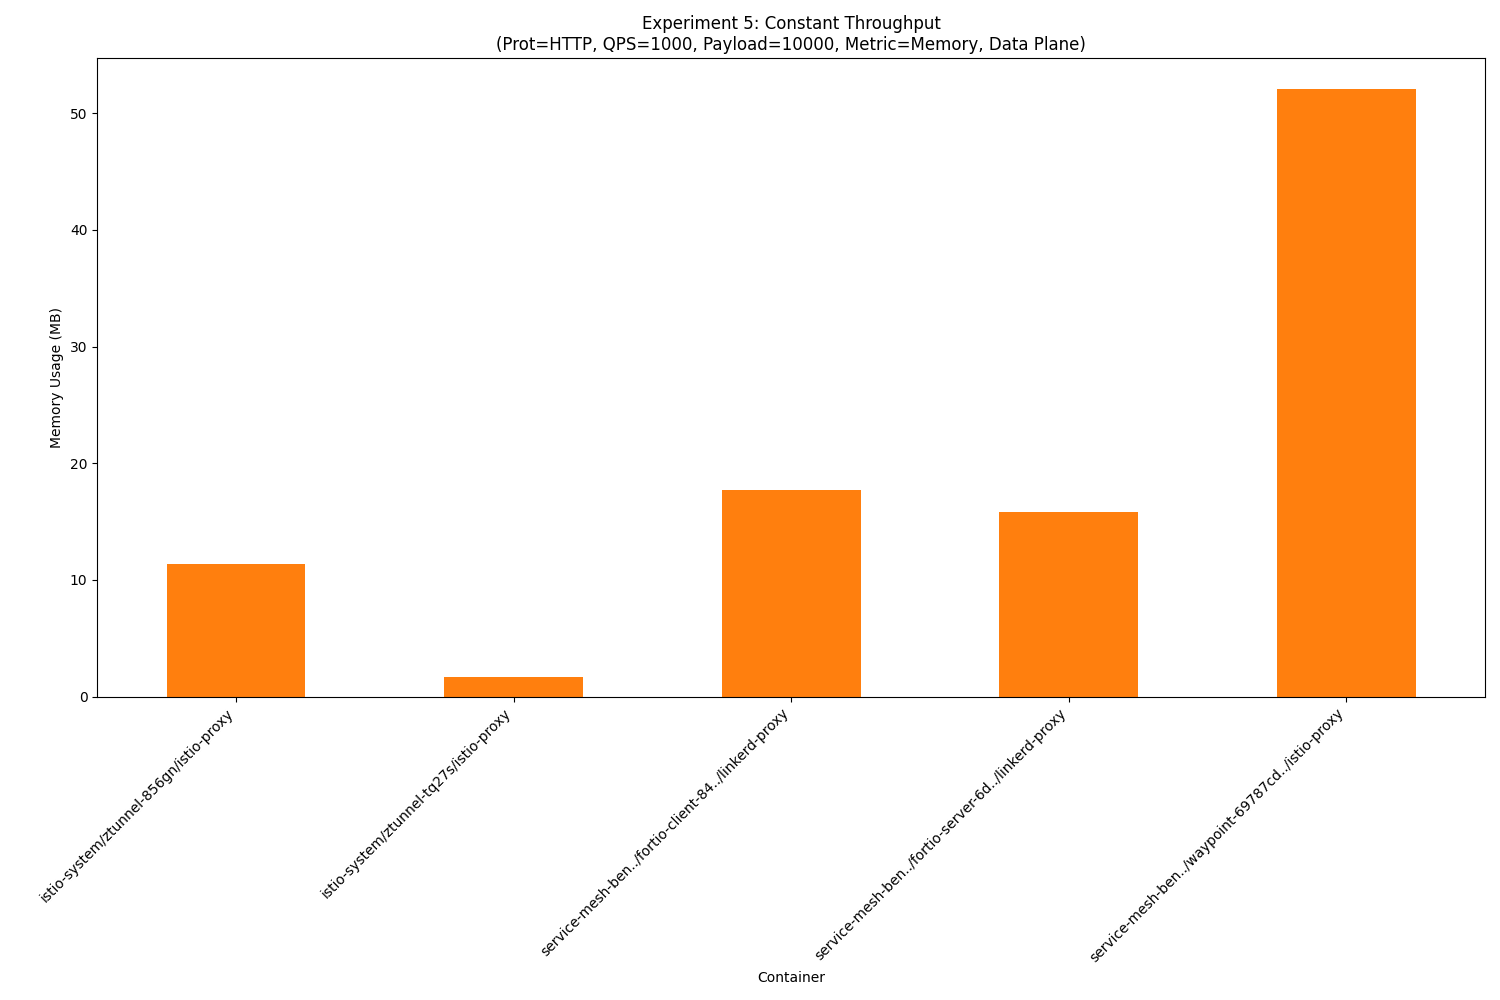 Experiment 5: Constant Throughput
(Prot=HTTP, QPS=1000, Payload=10000, Metric=Memory, Data Plane)
Memory Usage (MB)
50
40
30
20
10
0
istio-system/ztunnel-856gn/istio-proxy
istio-system/ztunnel-tq27s/istio-proxy
service-mesh-ben../fortio-client-84../linkerd-proxy
service-mesh-ben../fortio-server-6d../linkerd-proxy
service-mesh-ben../waypoint-69787cd../istio-proxy
Container